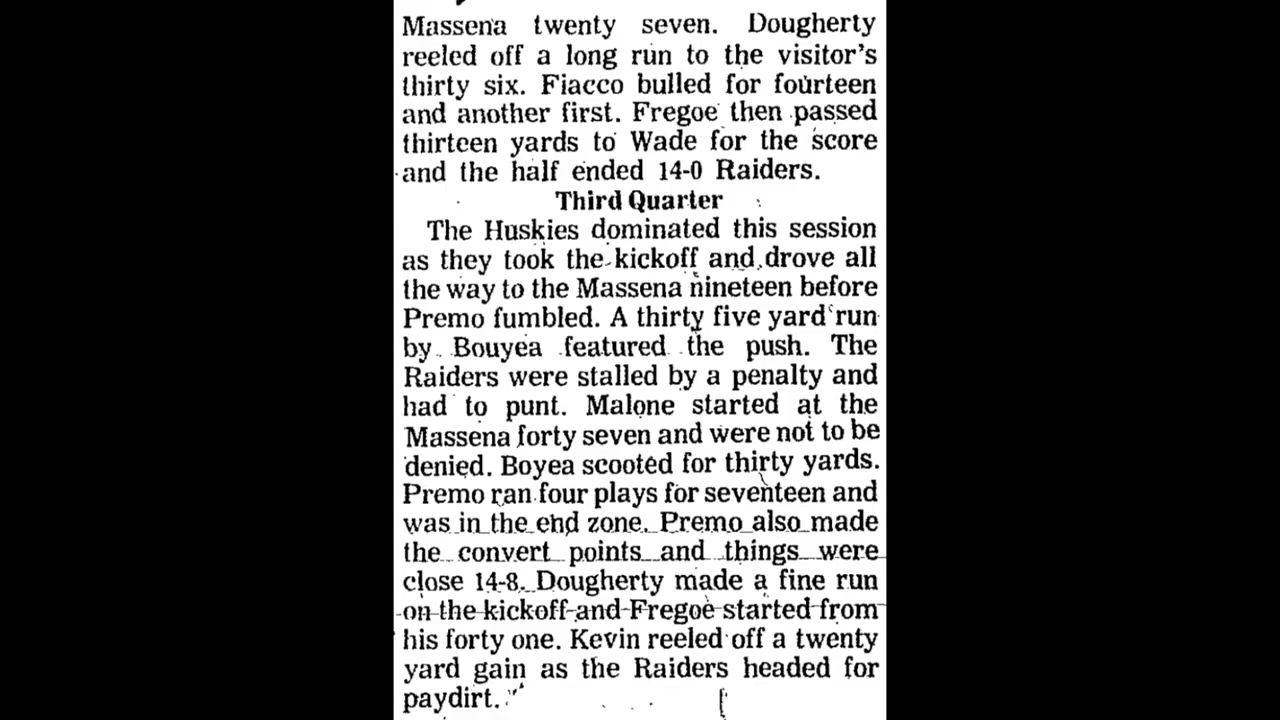 Massena twenty seven. Dougherty
reeled off a long run to the visitor's
thirty six. Fiacco bulled for fourteen
and another first. Fregoe then passed
thirteen yards to Wade for the score
and the half ended 14-0 Raiders.
Third Quarter
The Huskies dominated this session
as they took the kickoff and drove all
the way to the Massena nineteen before
Premo fumbled. A thirty five yard run
by Bouyea featured the push. The
Raiders were stalled by a penalty and
had to punt. Malone started at the
Massena forty seven and were not to be
denied. Boyea scooted for thirty yards.
Premo ran four plays for seventeen and
was in the end zone. Premo also made
the convert points and things were
close 14-8. Dougherty made a fine run
on the kickoff and Fregoe started from
his forty one. Kevin reeled off a twenty
yard gain as the Raiders headed for
paydirt.